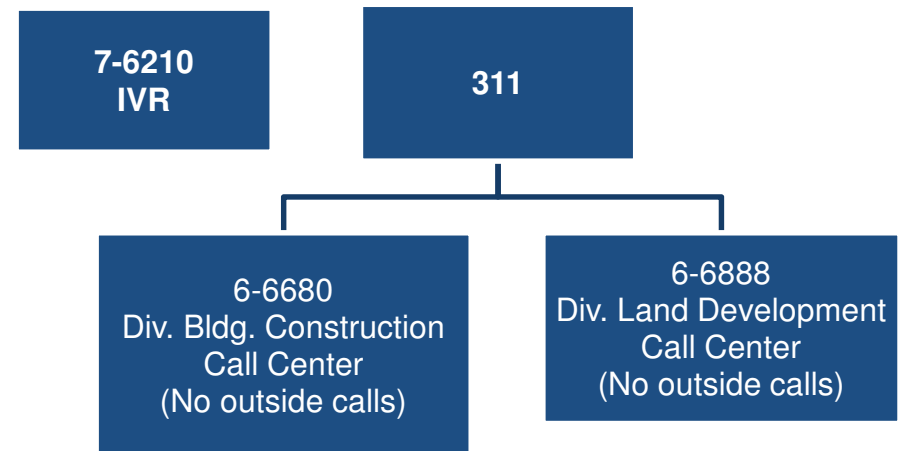 7-6210
IVR
311
6-6680
Div. Bldg. Construction
Call Center
(No outside calls)
6-6888
Div. Land Development
Call Center
(No outside calls)